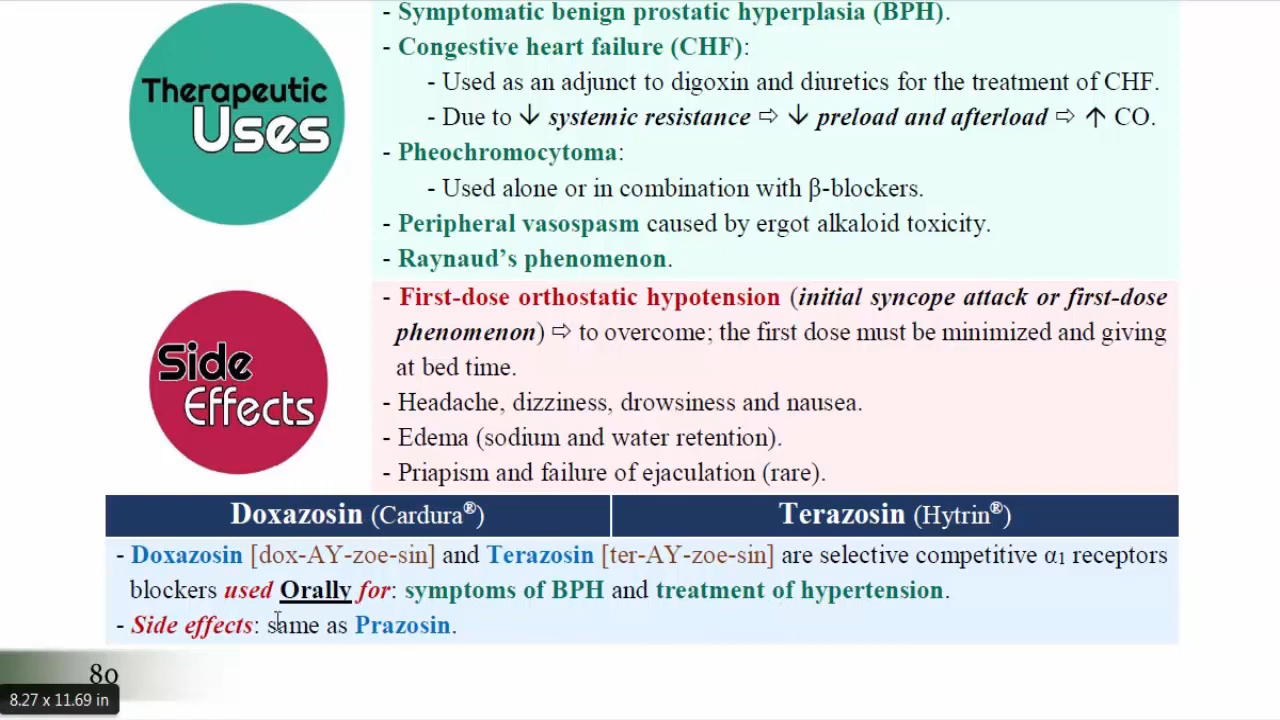 Therapeutic
Uses
- Symptomatic benign prostatic hyperplasia (BPH).
- Congestive heart failure (CHF):
- Used as an adjunct to digoxin and diuretics for the treatment of CHF.
- Due to ↓ systemic resistance ⇨ ↓ preload and afterload ⇨ ↑ CO.
- Pheochromocytoma:
- Used alone or in combination with β-blockers.
- Peripheral vasospasm caused by ergot alkaloid toxicity.
- Raynaud’s phenomenon.
Side
Effects
- First-dose orthostatic hypotension (initial syncope attack or first-dose
phenomenon) ⇨ to overcome; the first dose must be minimized and giving
at bed time.
- Headache, dizziness, drowsiness and nausea.
- Edema (sodium and water retention).
- Priapism and failure of ejaculation (rare).
Doxazosin (Cardura®)
Terazosin (Hytrin®)
- Doxazosin [dox-AY-zoe-sin] and Terazosin [ter-AY-zoe-sin] are selective competitive α₁ receptors
blockers used Orally for: symptoms of BPH and treatment of hypertension.
- Side effects: same as Prazosin.
80
8.27 x 11.69 in